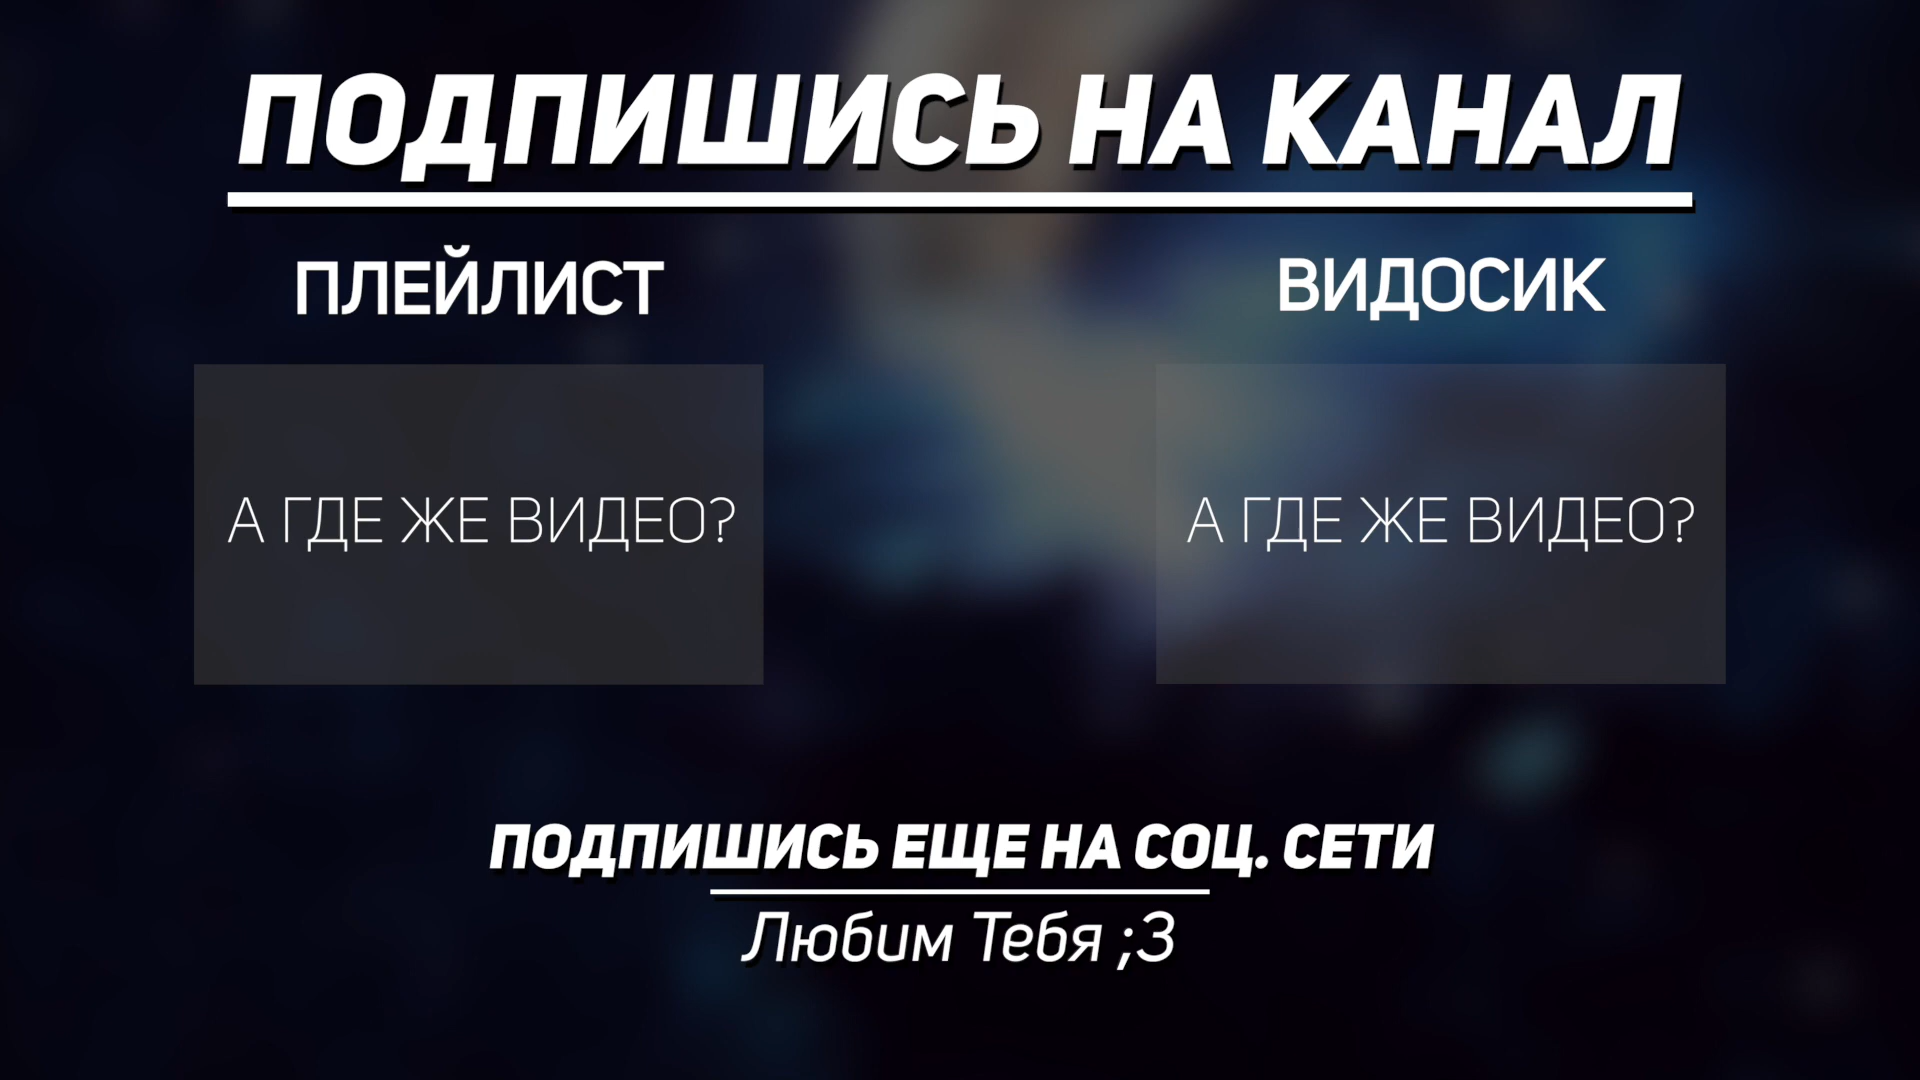 ПОДПИШИСЬ НА КАНАЛ
ПЛЕЙЛИСТ
ВИДОСИК
А ГДЕ ЖЕ ВИДЕО?
А ГДЕ ЖЕ ВИДЕО?
ПОДПИШИСЬ ЕЩЕ НА СОЦ. СЕТИ
Любим Тебя ;3